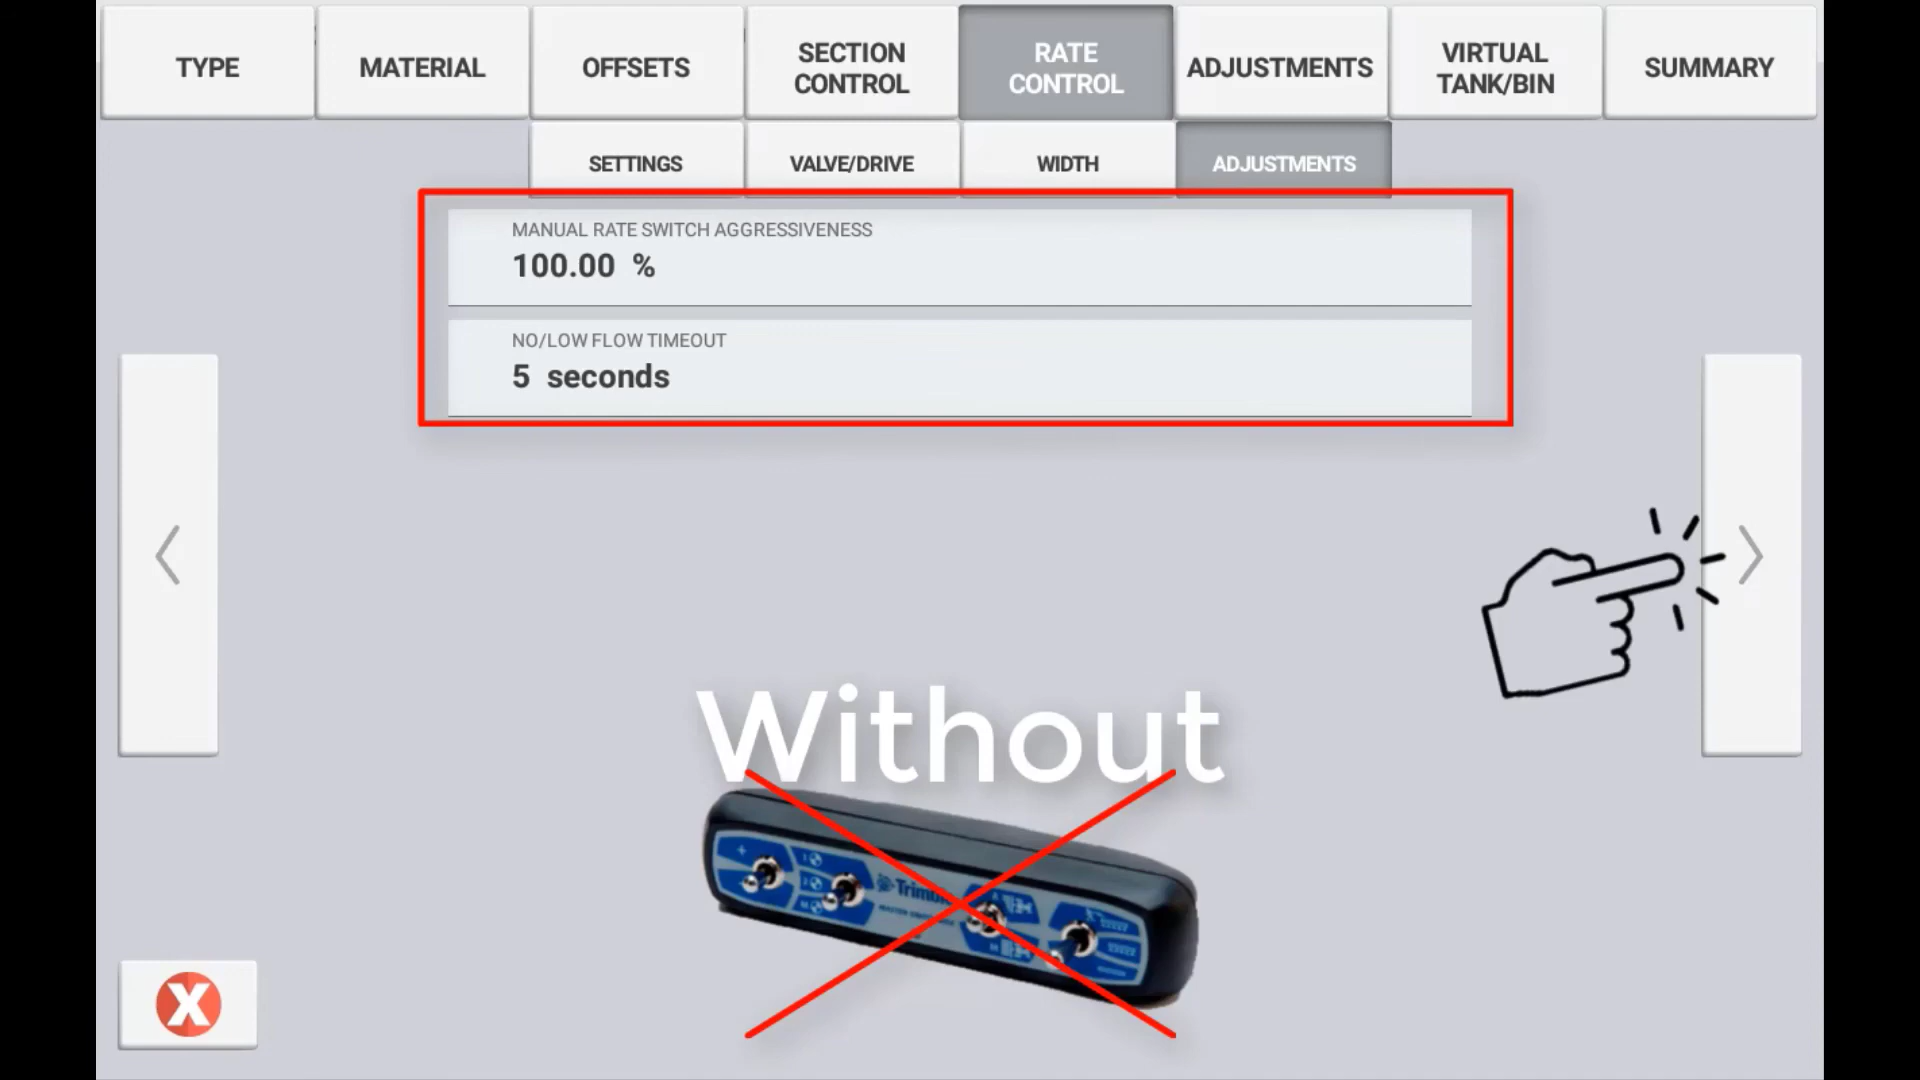 TYPE
MATERIAL
OFFSETS
SECTION
CONTROL
RATE
CONTROL
ADJUSTMENTS
VIRTUAL
TANK/BIN
SUMMARY
SETTINGS
VALVE/DRIVE
WIDTH
ADJUSTMENTS
MANUAL RATE SWITCH AGGRESSIVENESS
100.00 %
NO/LOW FLOW TIMEOUT
5 seconds
Without
Trimble
X